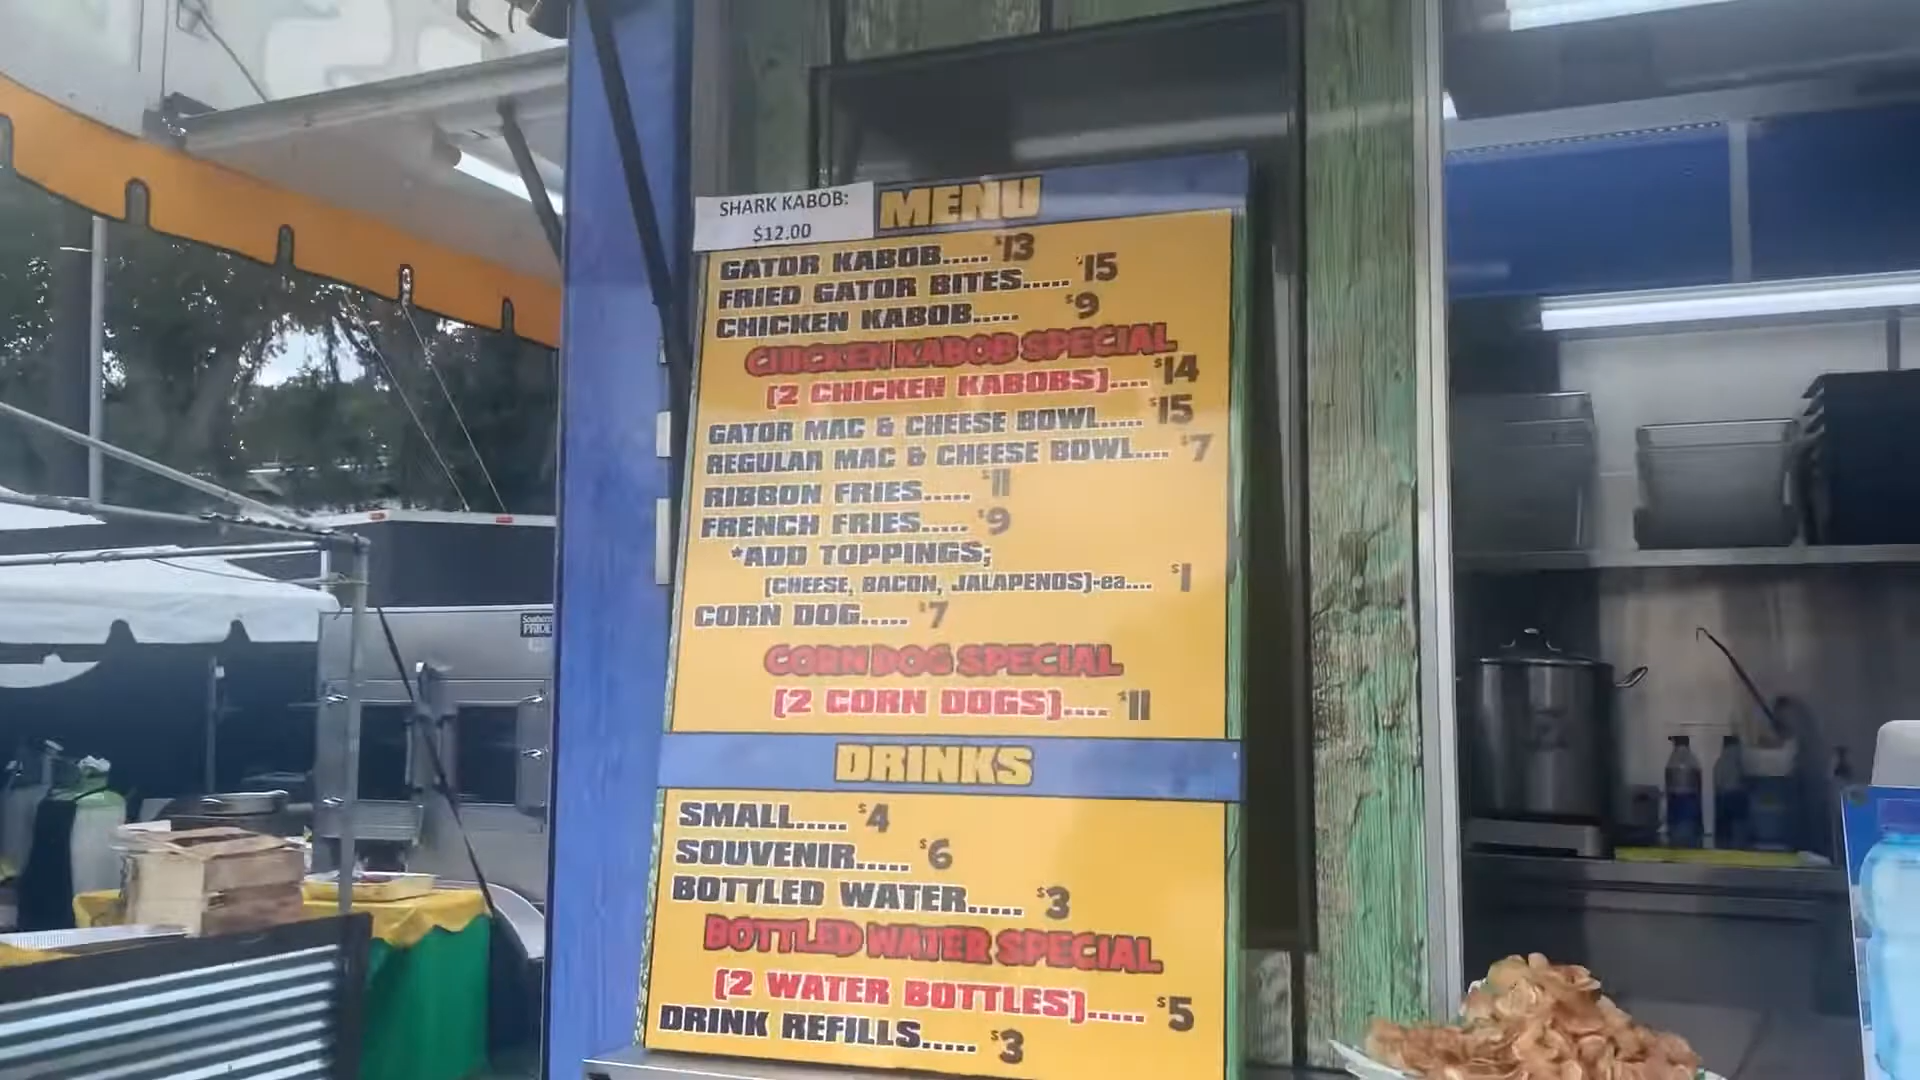 SHARK KABOB:
$12.00
MENU
GATOR KABOB..... $13
FRIED GATOR BITES..... $15
CHICKEN KABOB..... $9
CHICKEN KABOB SPECIAL
(2 CHICKEN KABOBS).... $14
GATOR MAC & CHEESE BOWL..... $15
REGULAR MAC & CHEESE BOWL.... $7
RIBBON FRIES..... $11
FRENCH FRIES..... $9
*ADD TOPPINGS;
(CHEESE, BACON, JALAPENOS)-ea.... $1
CORN DOG..... $7
CORN DOG SPECIAL
(2 CORN DOGS).... $11
DRINKS
SMALL..... $4
SOUVENIR..... $6
BOTTLED WATER..... $3
BOTTLED WATER SPECIAL
(2 WATER BOTTLES)..... $5
DRINK REFILLS..... $3
Southern
PRIDE